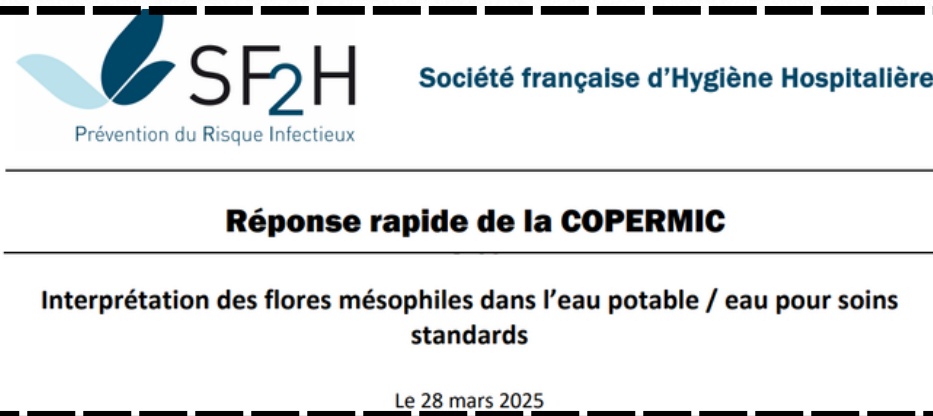 SF2H
Société française d'Hygiène Hospitalière
Prévention du Risque Infectieux
Réponse rapide de la COPERMIC
Interprétation des flores mésophiles dans l'eau potable / eau pour soins
standards
Le 28 mars 2025